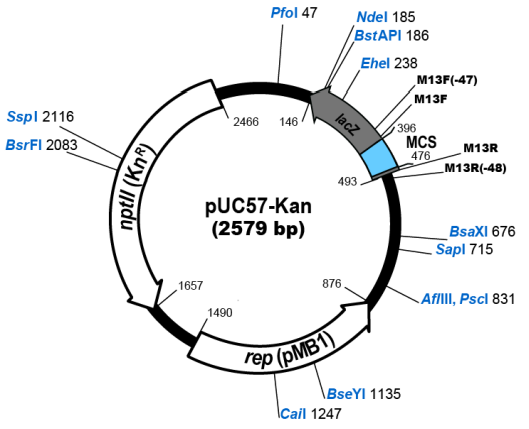 PfoI 47
NdeI 185
BstAPI 186
EheI 238
M13F(-47)
M13F
396
MCS
476
M13R
M13R(-48)
493
146
lacZ
2466
SspI 2116
BsrFI 2083
nptII (KnR)
pUC57-Kan
(2579 bp)
BsaXI 676
SapI 715
876
AflIII, PscI 831
1657
1490
rep (pMB1)
BseYI 1135
CaiI 1247